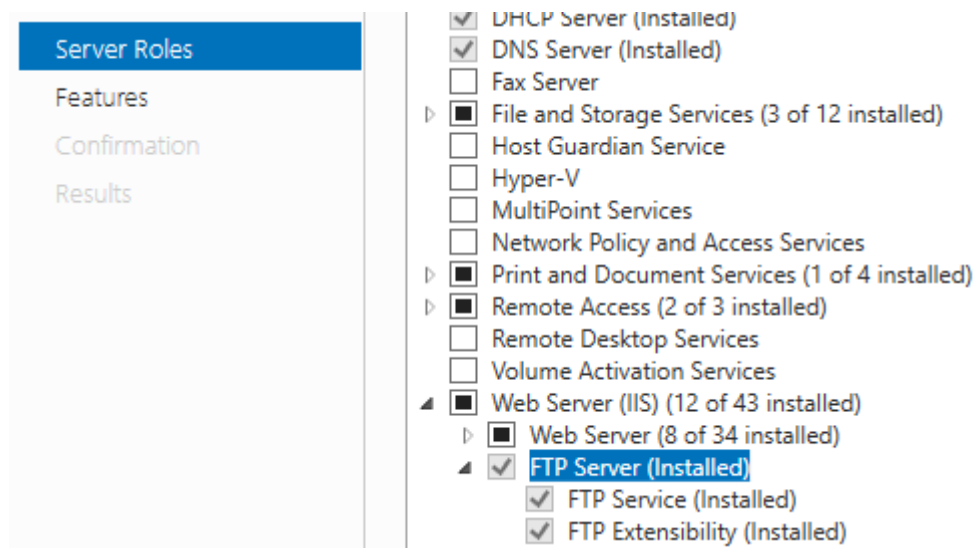 Server Roles
Features
Confirmation
Results
DHCP Server (Installed)
DNS Server (Installed)
Fax Server
File and Storage Services (3 of 12 installed)
Host Guardian Service
Hyper-V
MultiPoint Services
Network Policy and Access Services
Print and Document Services (1 of 4 installed)
Remote Access (2 of 3 installed)
Remote Desktop Services
Volume Activation Services
Web Server (IIS) (12 of 43 installed)
Web Server (8 of 34 installed)
FTP Server (Installed)
FTP Service (Installed)
FTP Extensibility (Installed)